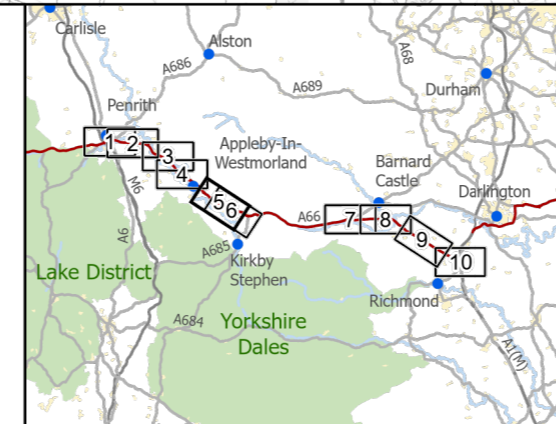 Carlisle
Alston
A686
A68
A689
Durham
Penrith
1
2
3
4
Appleby-In-
Westmorland
Barnard
Castle
Darlington
M6
5
6
A66
7
8
9
10
A6
A685
Kirkby
Stephen
Lake District
Richmond
A684
Yorkshire
Dales
A1(M)